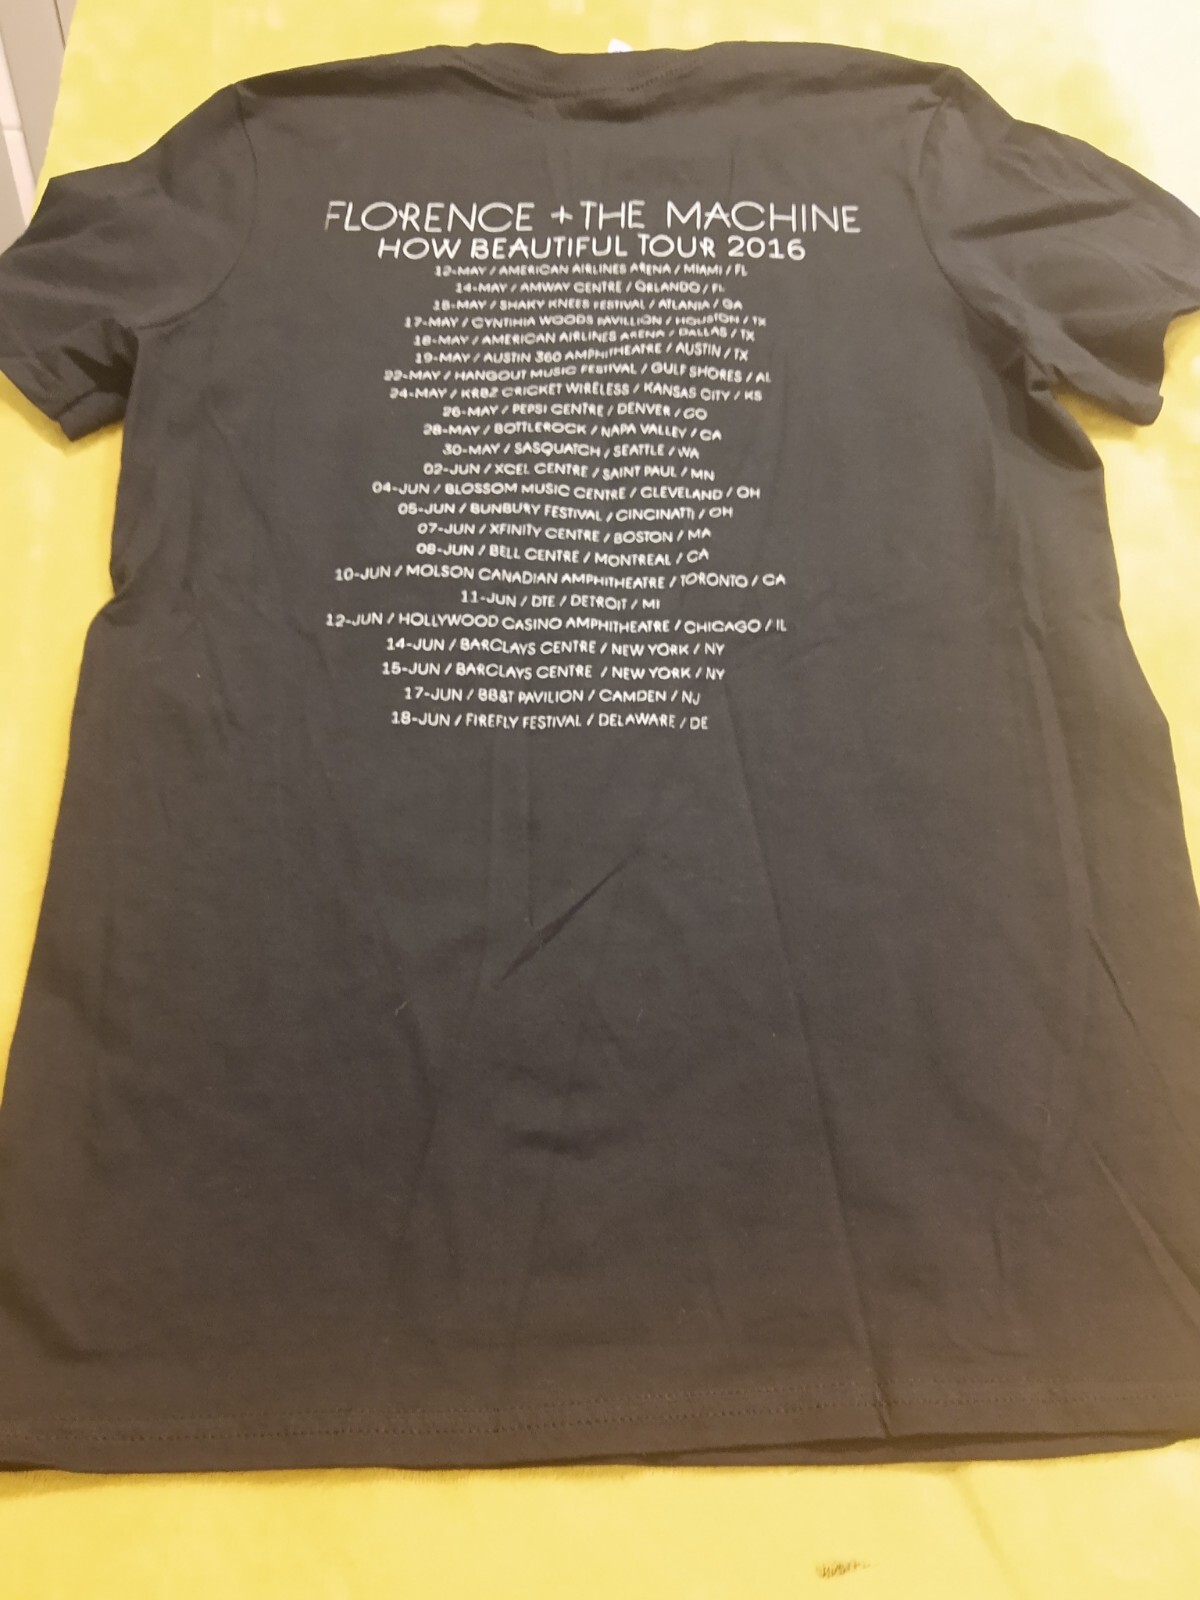 FLORENCE + THE MACHINE
HOW BEAUTIFUL TOUR 2016
12-MAY / AMERICAN AIRLINES ARENA / MIAMI / FL
14-MAY / AMWAY CENTRE / ORLANDO / FL
15-MAY / SHAKY KNEES FESTIVAL / ATLANTA / GA
17-MAY / CYNTHIA WOODS PAVILLION / HOUSTON / TX
18-MAY / AMERICAN AIRLINES ARENA / DALLAS / TX
19-MAY / AUSTIN 360 AMPHITHEATRE / AUSTIN / TX
22-MAY / HANGOUT MUSIC FESTIVAL / GULF SHORES / AL
24-MAY / KRBZ CRICKET WIRELESS / KANSAS CITY / KS
26-MAY / PEPSI CENTRE / DENVER / CO
28-MAY / BOTTLEROCK / NAPA VALLEY / CA
30-MAY / SASQUATCH / SEATTLE / WA
02-JUN / XCEL CENTRE / SAINT PAUL / MN
04-JUN / BLOSSOM MUSIC CENTRE / CLEVELAND / OH
05-JUN / BUNBURY FESTIVAL / CINCINATTI / OH
07-JUN / XFINITY CENTRE / BOSTON / MA
08-JUN / BELL CENTRE / MONTREAL / CA
10-JUN / MOLSON CANADIAN AMPHITHEATRE / TORONTO / CA
11-JUN / DTE / DETROIT / MI
12-JUN / HOLLYWOOD CASINO AMPHITHEATRE / CHICAGO / IL
14-JUN / BARCLAYS CENTRE / NEW YORK / NY
15-JUN / BARCLAYS CENTRE / NEW YORK / NY
17-JUN / BB&T PAVILION / CAMDEN / NJ
18-JUN / FIREFLY FESTIVAL / DELAWARE / DE